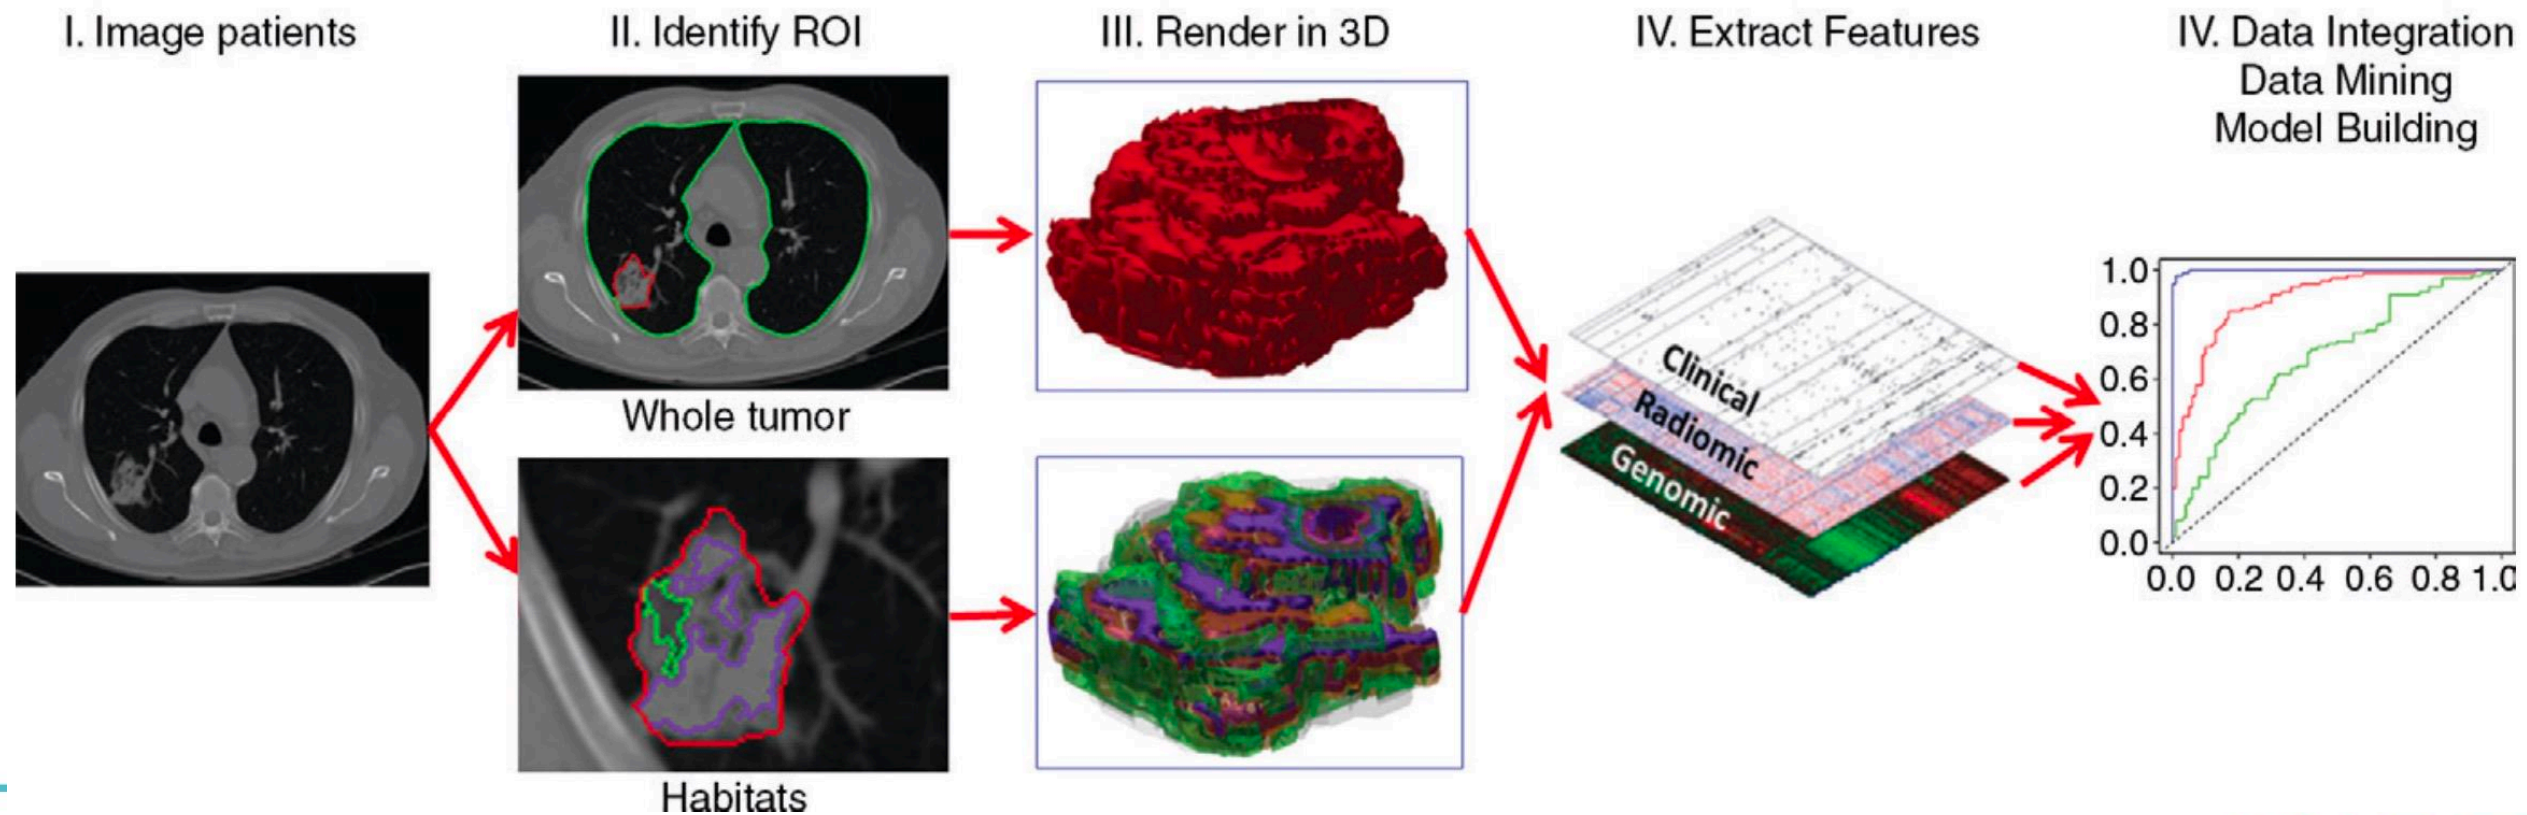 I. Image patients
II. Identify ROI
III. Render in 3D
IV. Extract Features
IV. Data Integration
Data Mining
Model Building
Whole tumor
Habitats
Clinical
Radiomic
Genomic
1.0
0.8
0.6
0.4
0.2
0.0
0.0 0.2 0.4 0.6 0.8 1.0